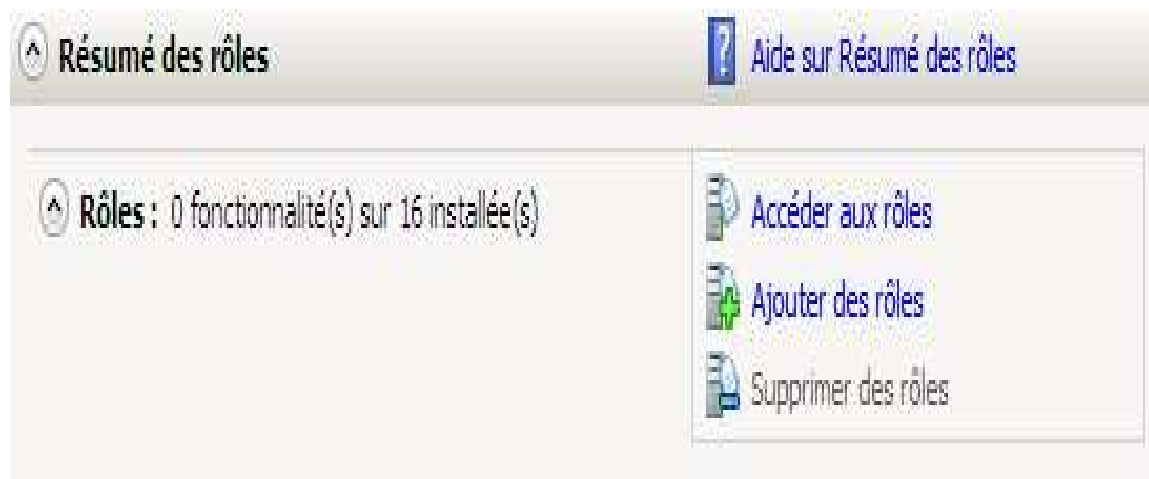 Résumé des rôles
Aide sur Résumé des rôles
Rôles : 0 fonctionnalité(s) sur 16 installée(s)
Accéder aux rôles
Ajouter des rôles
Supprimer des rôles